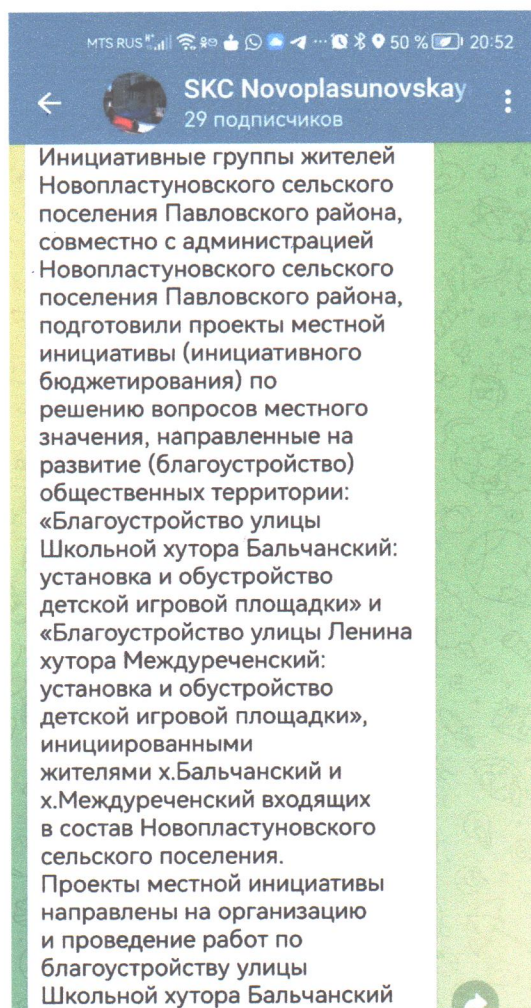 MTS RUS 50 % 20:52
SKC Novoplasunovskay
29 подписчиков
Инициативные группы жителей
Новопластуновского сельского
поселения Павловского района,
совместно с администрацией
Новопластуновского сельского
поселения Павловского района,
подготовили проекты местной
инициативы (инициативного
бюджетирования) по
решению вопросов местного
значения, направленные на
развитие (благоустройство)
общественных территории:
«Благоустройство улицы
Школьной хутора Бальчанский:
установка и обустройство
детской игровой площадки» и
«Благоустройство улицы Ленина
хутора Междуреченский:
установка и обустройство
детской игровой площадки»,
инициированными
жителями х.Бальчанский и
х.Междуреченский входящих
в состав Новопластуновского
сельского поселения.
Проекты местной инициативы
направлены на организацию
и проведение работ по
благоустройству улицы
Школьной хутора Бальчанский